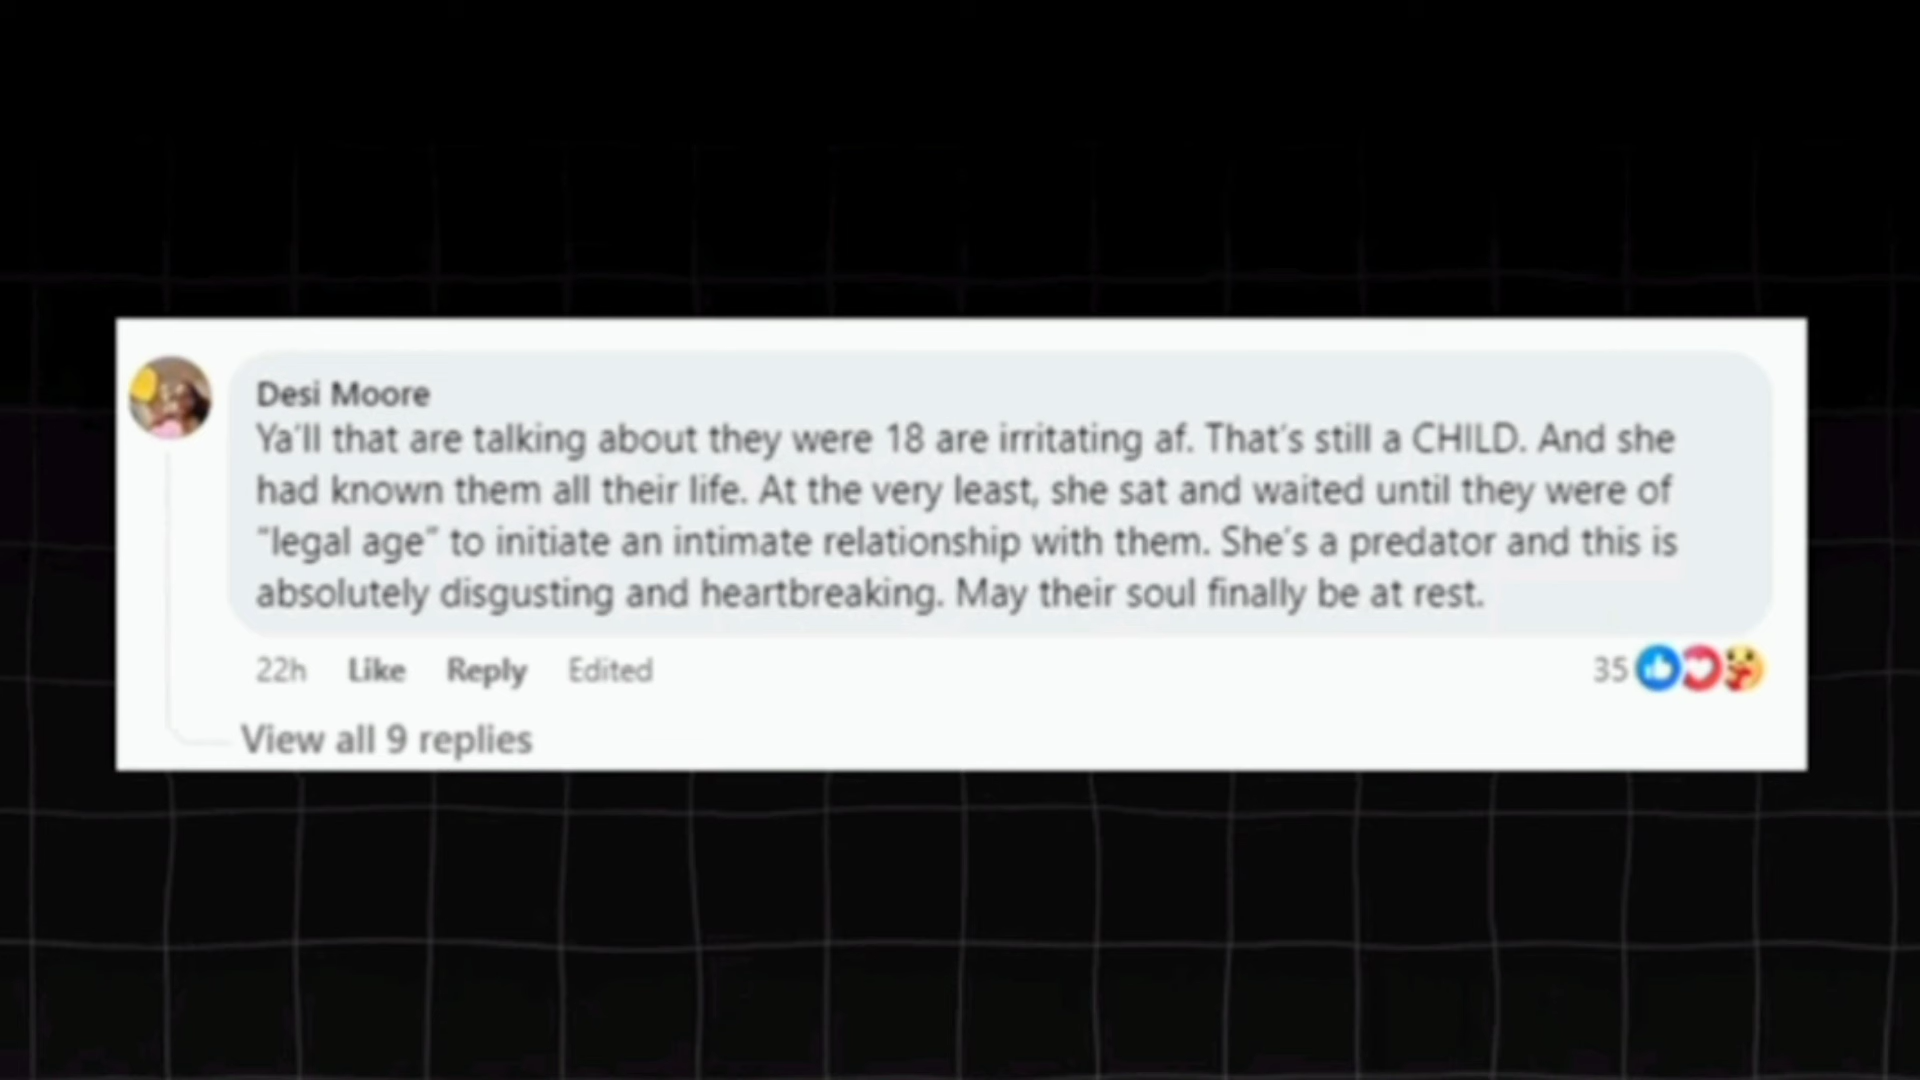 Desi Moore
Ya'll that are talking about they were 18 are irritating af. That's still a CHILD. And she
had known them all their life. At the very least, she sat and waited until they were of
"legal age" to initiate an intimate relationship with them. She's a predator and this is
absolutely disgusting and heartbreaking. May their soul finally be at rest.
22h Like Reply Edited 35
View all 9 replies